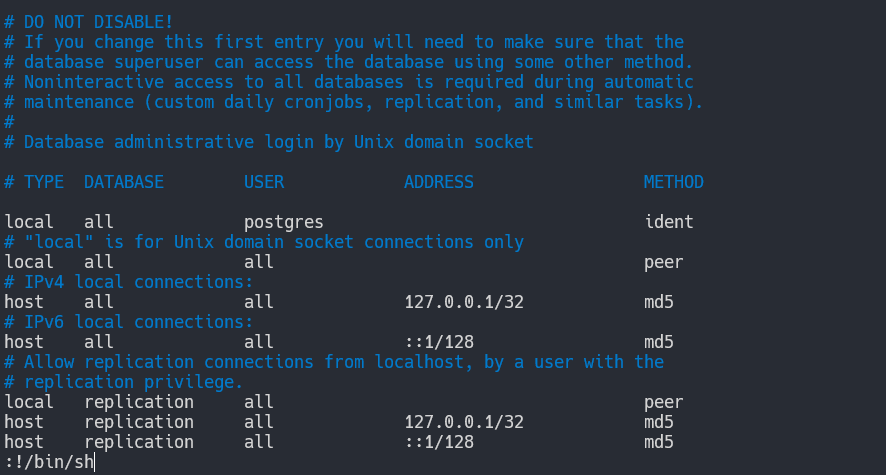 # DO NOT DISABLE!
# If you change this first entry you will need to make sure that the
# database superuser can access the database using some other method.
# Noninteractive access to all databases is required during automatic
# maintenance (custom daily cronjobs, replication, and similar tasks).
#
# Database administrative login by Unix domain socket

# TYPE  DATABASE        USER            ADDRESS                 METHOD

local   all             postgres                                ident
# "local" is for Unix domain socket connections only
local   all             all                                     peer
# IPv4 local connections:
host    all             all             127.0.0.1/32            md5
# IPv6 local connections:
host    all             all             ::1/128                 md5
# Allow replication connections from localhost, by a user with the
# replication privilege.
local   replication     all                                     peer
host    replication     all             127.0.0.1/32            md5
host    replication     all             ::1/128                 md5
:!/bin/sh